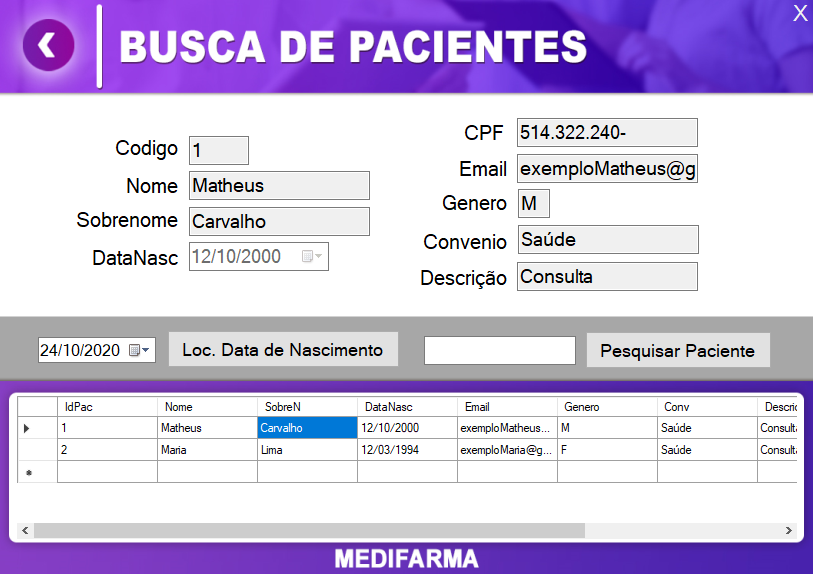 X
BUSCA DE PACIENTES
Codigo 1
Nome Matheus
Sobrenome Carvalho
DataNasc 12/10/2000
CPF 514.322.240-
Email exemploMatheus@g
Genero M
Convenio Saúde
Descrição Consulta
24/10/2020 Loc. Data de Nascimento Pesquisar Paciente
IdPac Nome SobreN DataNasc Email Genero Conv Descric
1 Matheus Carvalho 12/10/2000 exemploMatheus... M Saúde Consulta
2 Maria Lima 12/03/1994 exemploMaria@g... F Saúde Consulta
MEDIFARMA